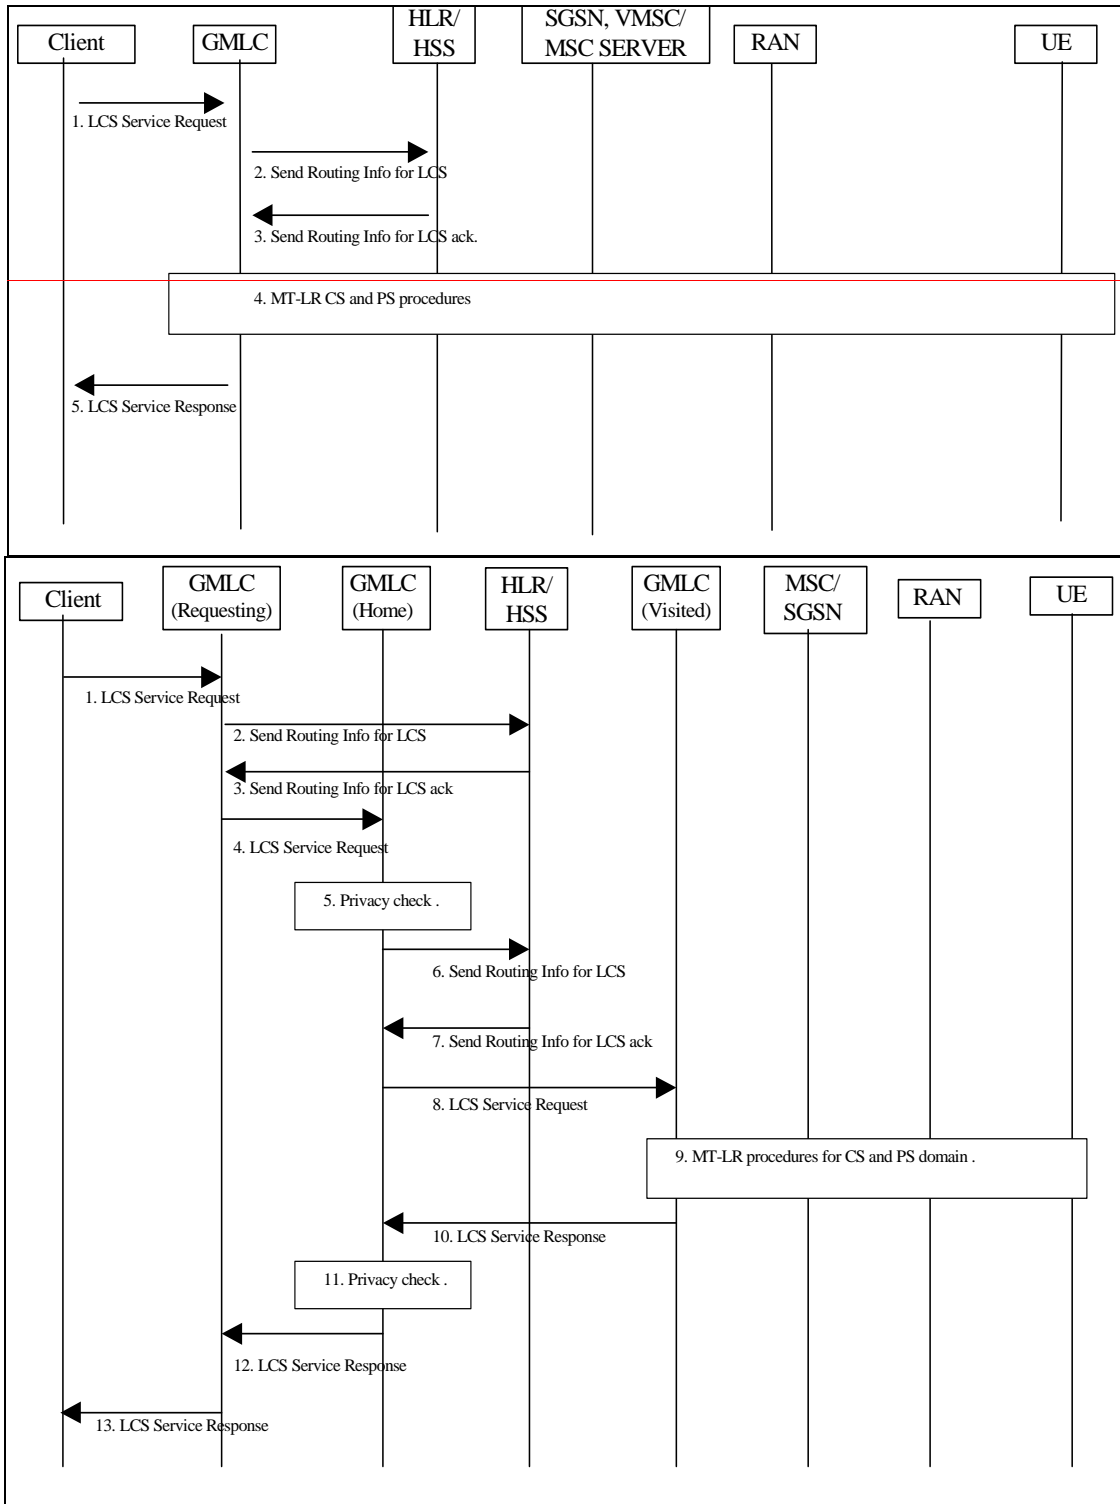 Client
GMLC
HLR/
HSS
SGSN, VMSC/
MSC SERVER
RAN
UE
1. LCS Service Request
2. Send Routing Info for LCS
3. Send Routing Info for LCS ack.
4. MT-LR CS and PS procedures
5. LCS Service Response
Client
GMLC
(Requesting)
GMLC
(Home)
HLR/
HSS
GMLC
(Visited)
MSC/
SGSN
RAN
UE
1. LCS Service Request
2. Send Routing Info for LCS
3. Send Routing Info for LCS ack
4. LCS Service Request
5. Privacy check .
6. Send Routing Info for LCS
7. Send Routing Info for LCS ack
8. LCS Service Request
9. MT-LR procedures for CS and PS domain .
10. LCS Service Response
11. Privacy check .
12. LCS Service Response
13. LCS Service Response